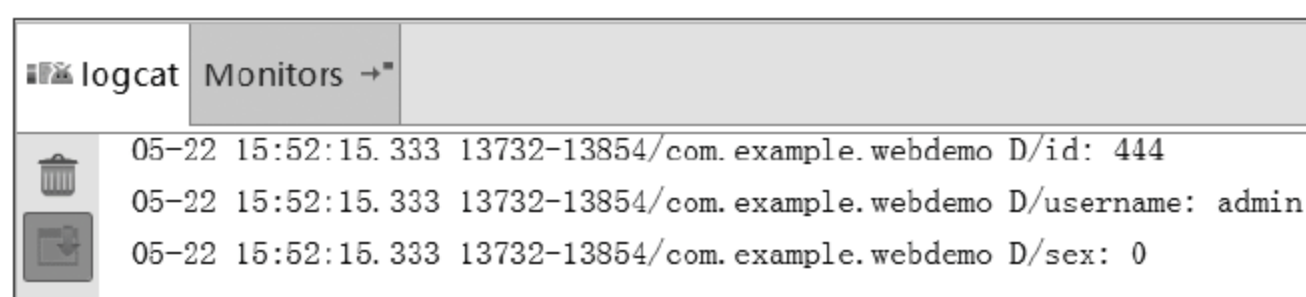 logcat Monitors
05-22 15:52:15.333 13732-13854/com.example.webdemo D/id: 444
05-22 15:52:15.333 13732-13854/com.example.webdemo D/username: admin
05-22 15:52:15.333 13732-13854/com.example.webdemo D/sex: 0